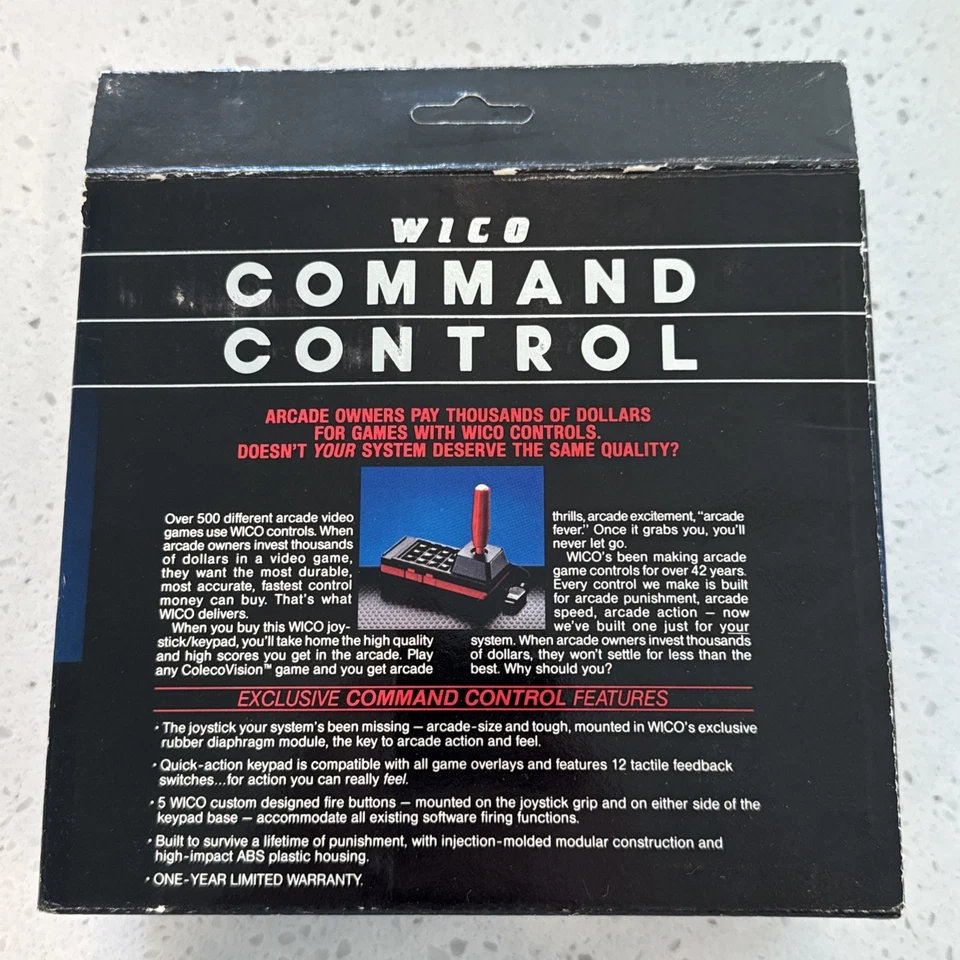 WICO
COMMAND
CONTROL
ARCADE OWNERS PAY THOUSANDS OF DOLLARS
FOR GAMES WITH WICO CONTROLS.
DOESN'T YOUR SYSTEM DESERVE THE SAME QUALITY?
Over 500 different arcade video
games use WICO controls. When
arcade owners invest thousands
of dollars in a video game,
they want the most durable,
most accurate, fastest control
money can buy. That's what
WICO delivers.
When you buy this WICO joy-
stick/keypad, you'll take home the high quality
and high scores you get in the arcade. Play
any ColecoVision™ game and you get arcade
thrills, arcade excitement, “arcade
fever.” Once it grabs you, you'll
never let go.
WICO'S been making arcade
game controls for over 42 years.
Every control we make is built
for arcade punishment, arcade
speed, arcade action — now
we've built one just for your
system. When arcade owners invest thousands
of dollars, they won't settle for less than the
best. Why should you?
EXCLUSIVE COMMAND CONTROL FEATURES
· The joystick your system's been missing — arcade-size and tough, mounted in WICO's exclusive
rubber diaphragm module, the key to arcade action and feel.
· Quick-action keypad is compatible with all game overlays and features 12 tactile feedback
switches...for action you can really feel.
· 5 WICO custom designed fire buttons — mounted on the joystick grip and on either side of the
keypad base — accommodate all existing software firing functions.
· Built to survive a lifetime of punishment, with injection-molded modular construction and
high-impact ABS plastic housing.
· ONE-YEAR LIMITED WARRANTY.